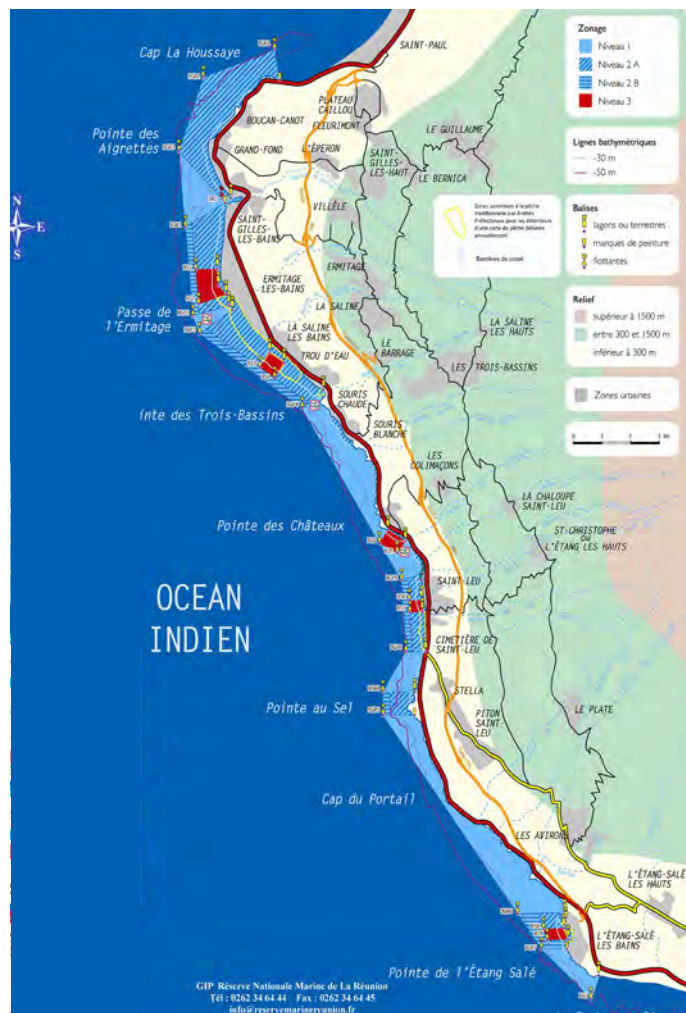 Cap La Houssaye
SAINT-PAUL
PLATEAU
CAILLOU
FLEURIMONT
BOUCAN-CANOT
LE GUILLAUME
Pointe des
Aigrettes
GRAND-FOND
L'ÉPERON
SAINT-
GILLES-
LES-HAUT
LE BERNICA
VILLÈLE
SAINT-
GILLES-
LES-BAINS
ERMITAGE
ERMITAGE
LES-BAINS
LA SALINE
Passe de
l'Ermitage
LA SALINE
LES BAINS
LA SALINE
LES HAUTS
TROU D'EAU
LE
BARRAGE
LES TROIS-BASSINS
SOURIS
CHAUDE
inte des Trois-Bassins
SOURIS
BLANCHE
LES
COLIMAÇONS
LA CHALOUPE
SAINT-LEU
Pointe des Châteaux
ST-CHRISTOPHE
OU
L'ÉTANG LES HAUTS
SAINT-LEU
OCEAN
INDIEN
CIMETIÈRE DE
SAINT-LEU
STELLA
Pointe au Sel
PITON
SAINT-
LEU
LE PLATE
Cap du Portail
LES AVIRONS
L'ÉTANG-SALÉ
LES HAUTS
L'ÉTANG-SALÉ
LES BAINS
Pointe de l'Étang Salé
GIP Réserve Nationale Marine de La Réunion
Tél : 0262 34 64 44 Fax : 0262 34 64 45
info@reservemarinereunion.fr
N
E
S
Zonage
Niveau 1
Niveau 2 A
Niveau 2 B
Niveau 3
Lignes bathymétriques
-30 m
-50 m
Balises
lagons ou terrestres
marques de peinture
flottantes
Relief
supérieur à 1500 m
entre 300 et 1500 m
inférieur à 300 m
Zones urbaines
km
Barrières de corail